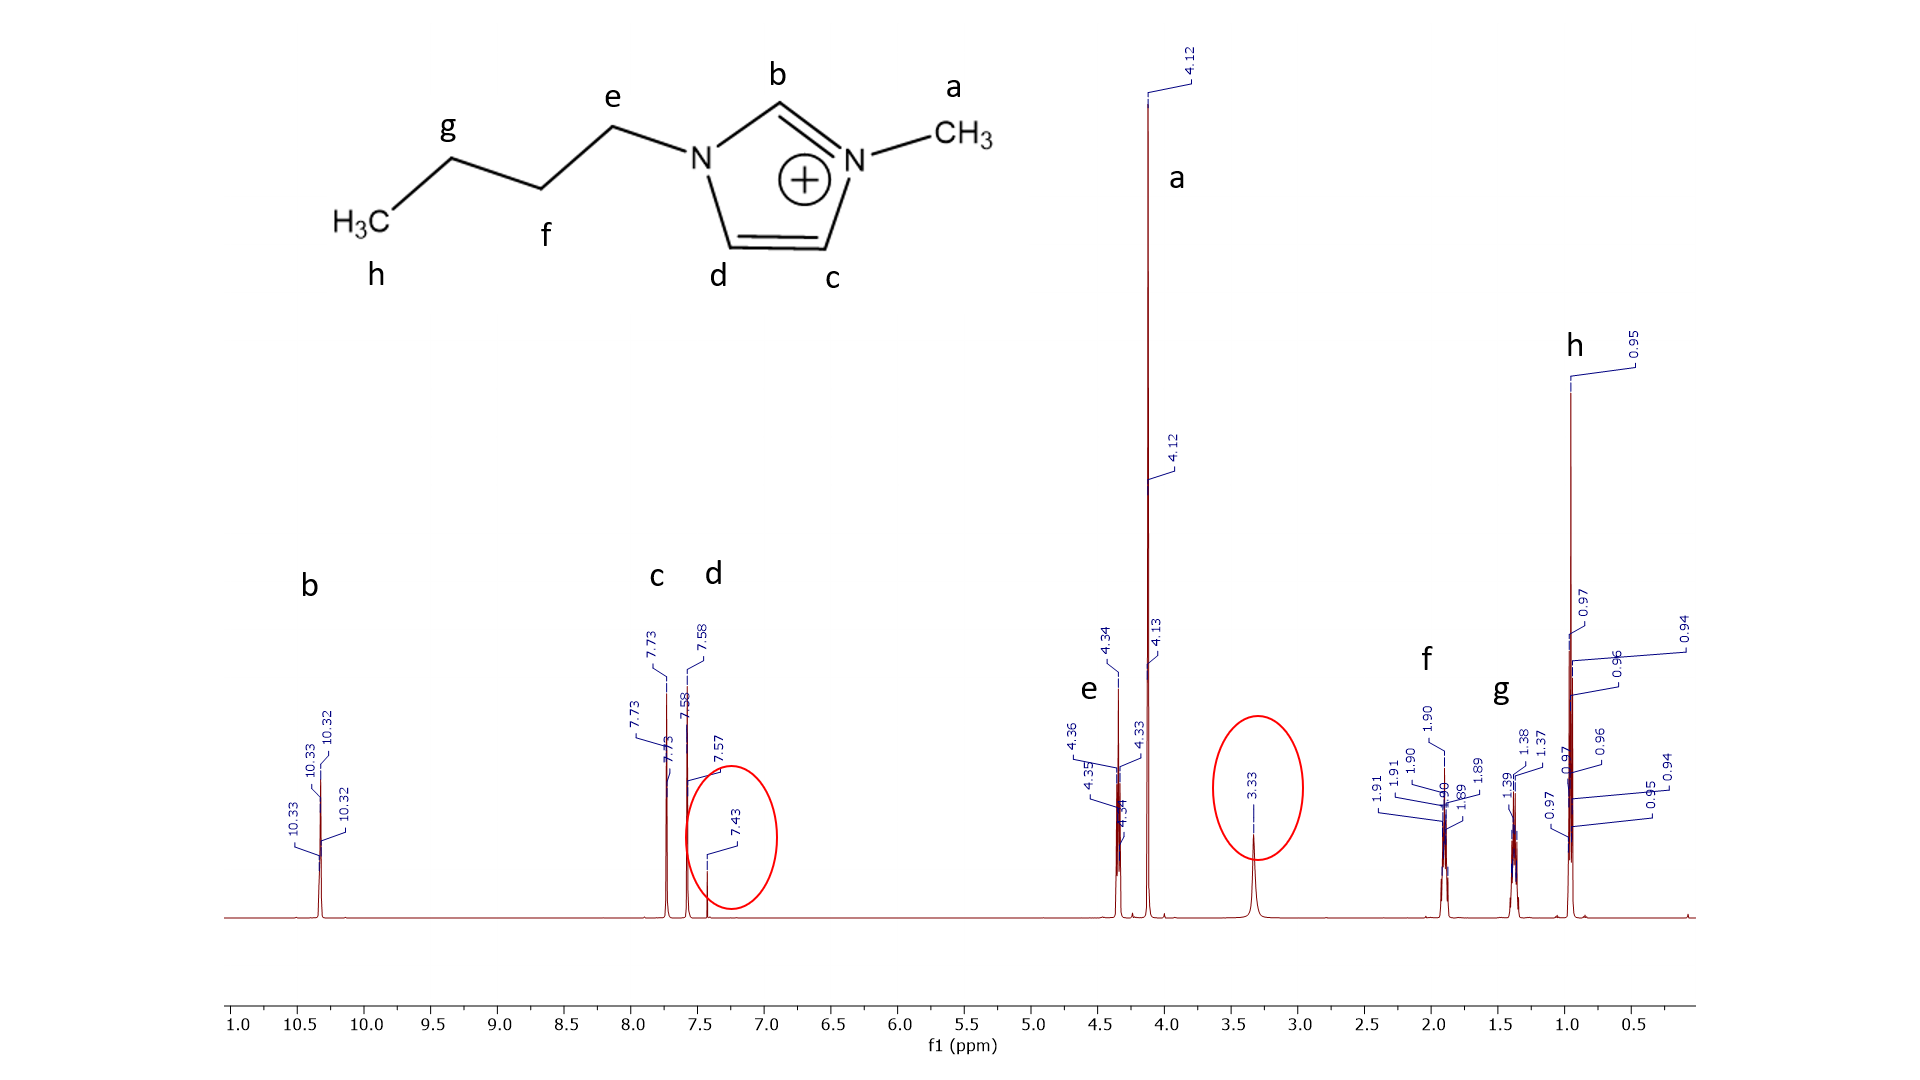 b
a
e
CH3
g
N
N
+
H3C
f
h
d
c
4.12
a
h
0.95
4.12
b
c
d
0.97
0.94
7.73
7.58
4.34
4.13
f
0.96
e
g
7.73
7.58
10.32
10.33
7.73
7.57
4.36
4.33
1.90
1.38
1.37
0.96
4.35
1.91
1.91
1.90
1.89
0.97
0.94
10.33
10.32
7.43
4.34
3.33
1.90
1.89
1.39
0.97
0.95
1.0 10.5 10.0 9.5 9.0 8.5 8.0 7.5 7.0 6.5 6.0 5.5 5.0 4.5 4.0 3.5 3.0 2.5 2.0 1.5 1.0 0.5
f1 (ppm)